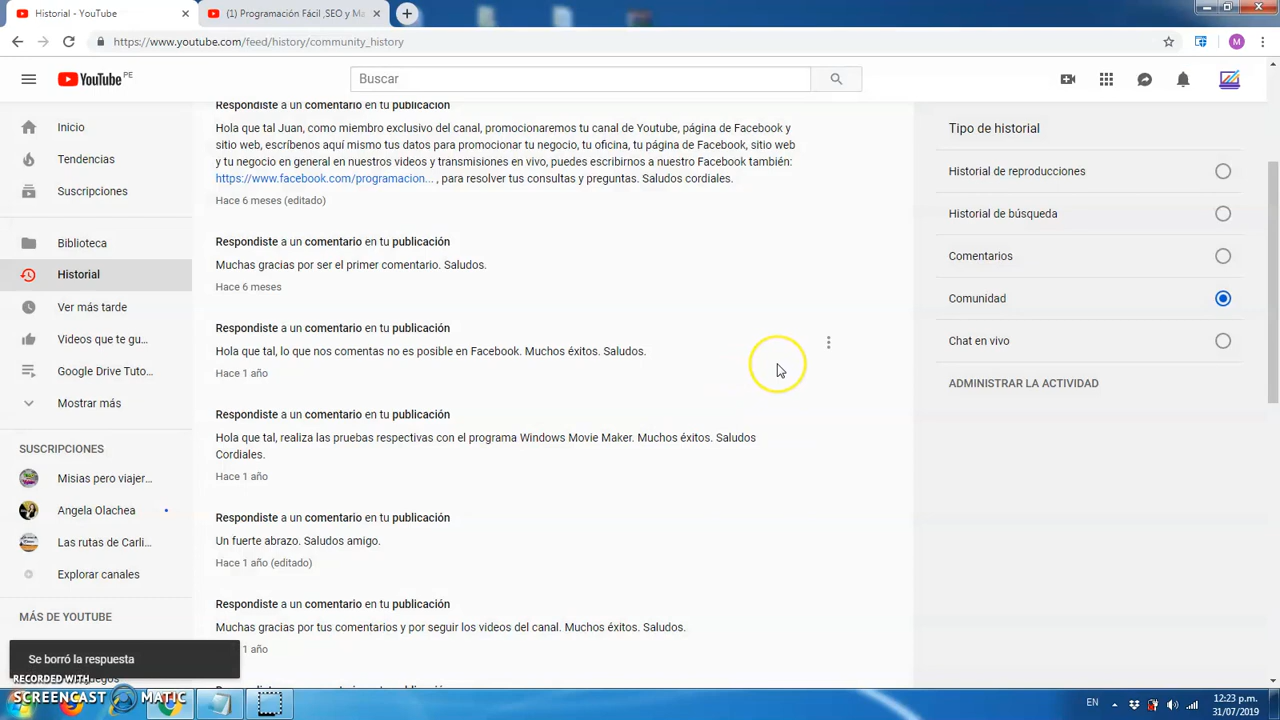 Historial - YouTube
(1) Programación Fácil ,SEO y Ma
https://www.youtube.com/feed/history/community_history
M
YouTube PE
Buscar
Inicio
Tendencias
Suscripciones
Biblioteca
Historial
Ver más tarde
Videos que te gu...
Google Drive Tuto...
Mostrar más
SUSCRIPCIONES
Misias pero viajer...
Angela Olachea
Las rutas de Carli...
Explorar canales
MÁS DE YOUTUBE
Respondiste a un comentario en tu publicación
Hola que tal Juan, como miembro exclusivo del canal, promocionaremos tu canal de Youtube, página de Facebook y
sitio web, escríbenos aquí mismo tus datos para promocionar tu negocio, tu oficina, tu página de Facebook, sitio web
y tu negocio en general en nuestros videos y transmisiones en vivo, puedes escribirnos a nuestro Facebook también:
https://www.facebook.com/programacion... , para resolver tus consultas y preguntas. Saludos cordiales.
Hace 6 meses (editado)
Respondiste a un comentario en tu publicación
Muchas gracias por ser el primer comentario. Saludos.
Hace 6 meses
Respondiste a un comentario en tu publicación
Hola que tal, lo que nos comentas no es posible en Facebook. Muchos éxitos. Saludos.
Hace 1 año
Respondiste a un comentario en tu publicación
Hola que tal, realiza las pruebas respectivas con el programa Windows Movie Maker. Muchos éxitos. Saludos
Cordiales.
Hace 1 año
Respondiste a un comentario en tu publicación
Un fuerte abrazo. Saludos amigo.
Hace 1 año (editado)
Respondiste a un comentario en tu publicación
Muchas gracias por tus comentarios y por seguir los videos del canal. Muchos éxitos. Saludos.
1 año
Tipo de historial
Historial de reproducciones
Historial de búsqueda
Comentarios
Comunidad
Chat en vivo
ADMINISTRAR LA ACTIVIDAD
Se borró la respuesta
RECORDED WITH
SCREENCAST MATIC
EN
12:23 p.m.
31/07/2019